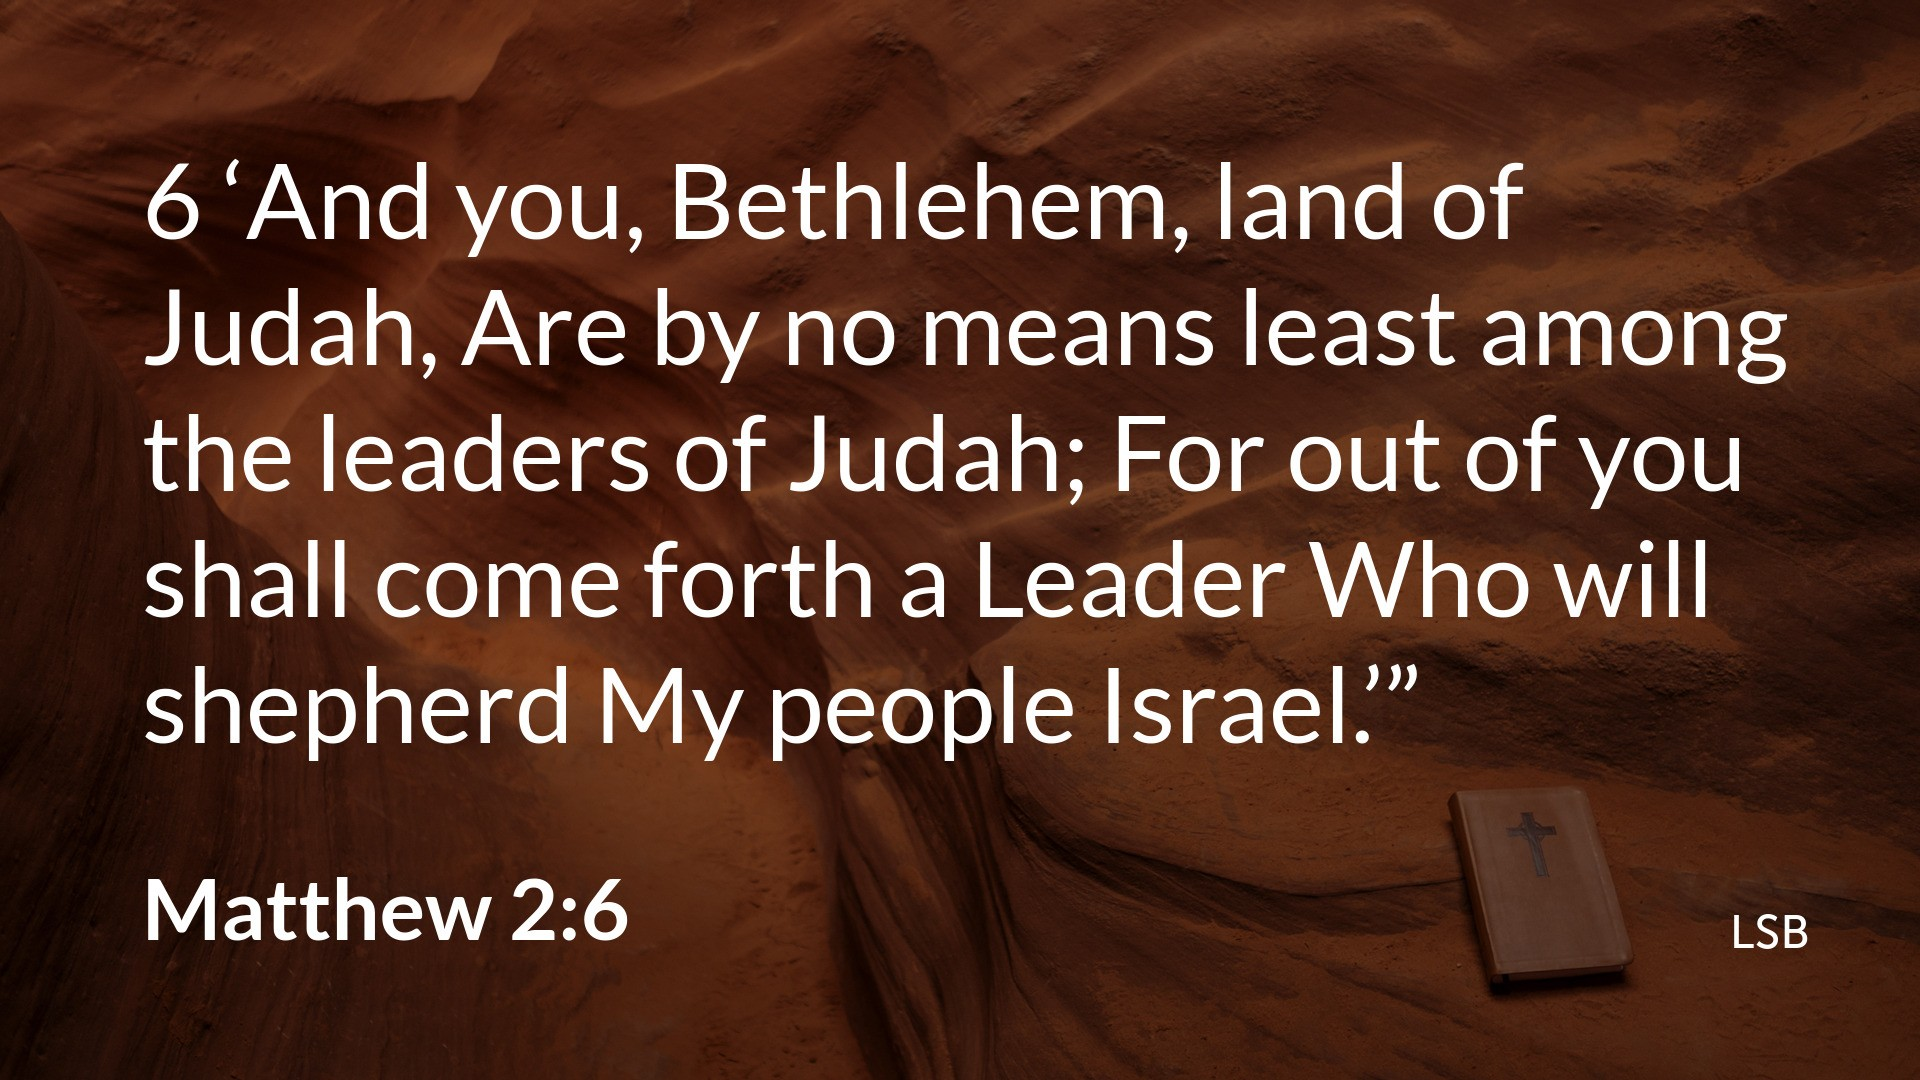 6 ‘And you, Bethlehem, land of
Judah, Are by no means least among
the leaders of Judah; For out of you
shall come forth a Leader Who will
shepherd My people Israel.’”
Matthew 2:6
LSB